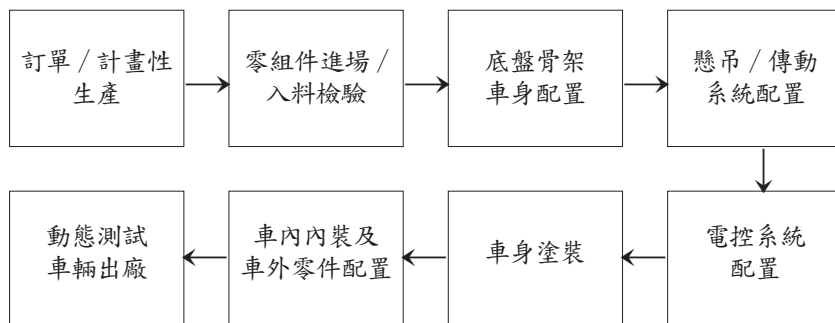 訂單／計畫性
生產
零組件進場／
入料檢驗
底盤骨架
車身配置
懸吊／傳動
系統配置
電控系統
配置
車身塗裝
車內內裝及
車外零件配置
動態測試
車輛出廠